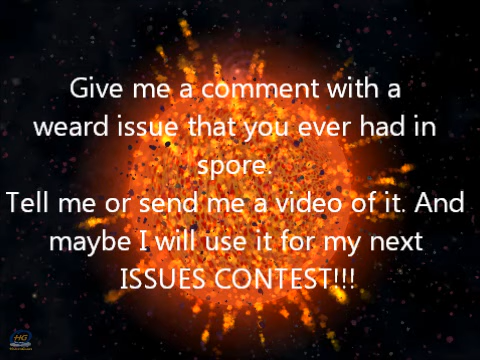 Give me a comment with a
weard issue that you ever had in
spore.
Tell me or send me a video of it. And
maybe I will use it for my next
ISSUES CONTEST!!!
HG